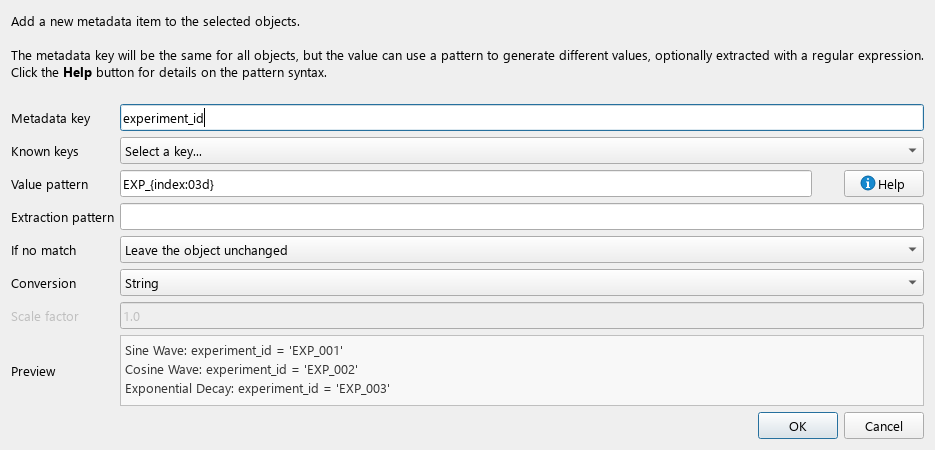 Add a new metadata item to the selected objects.
The metadata key will be the same for all objects, but the value can use a pattern to generate different values, optionally extracted with a regular expression.
Click the Help button for details on the pattern syntax.
Metadata key experiment_id
Known keys Select a key...
Value pattern EXP_{index:03d} Help
Extraction pattern
If no match Leave the object unchanged
Conversion String
Scale factor 1.0
Preview
Sine Wave: experiment_id = 'EXP_001'
Cosine Wave: experiment_id = 'EXP_002'
Exponential Decay: experiment_id = 'EXP_003'
OK Cancel